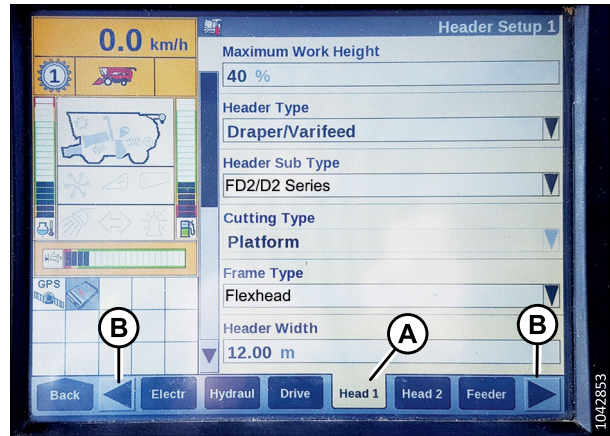 Header Setup 1
0.0 km/h
1
Maximum Work Height
40 %
Header Type
Draper/Varifeed
Header Sub Type
FD2/D2 Series
Cutting Type
Platform
Frame Type
Flexhead
GPS
Header Width
12.00 m
B
A
B
Back
Electr
Hydraul
Drive
Head 1
Head 2
Feeder
1042853